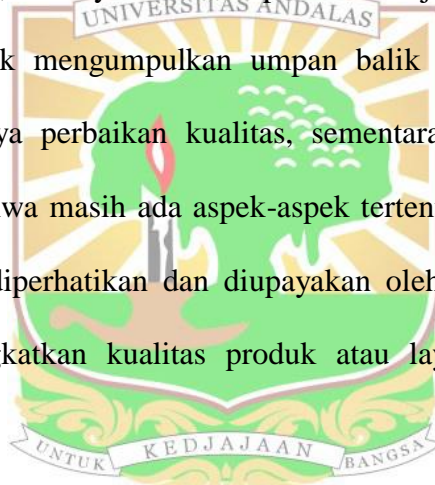 UNIVERSITAS ANDALAS
k mengumpulkan umpan balik
ya perbaikan kualitas, sementara
wa masih ada aspek-aspek terten
diperhatikan dan diupayakan oleh
gkatkan kualitas produk atau lay
UNTUK KEDJAJAAN BANGSA